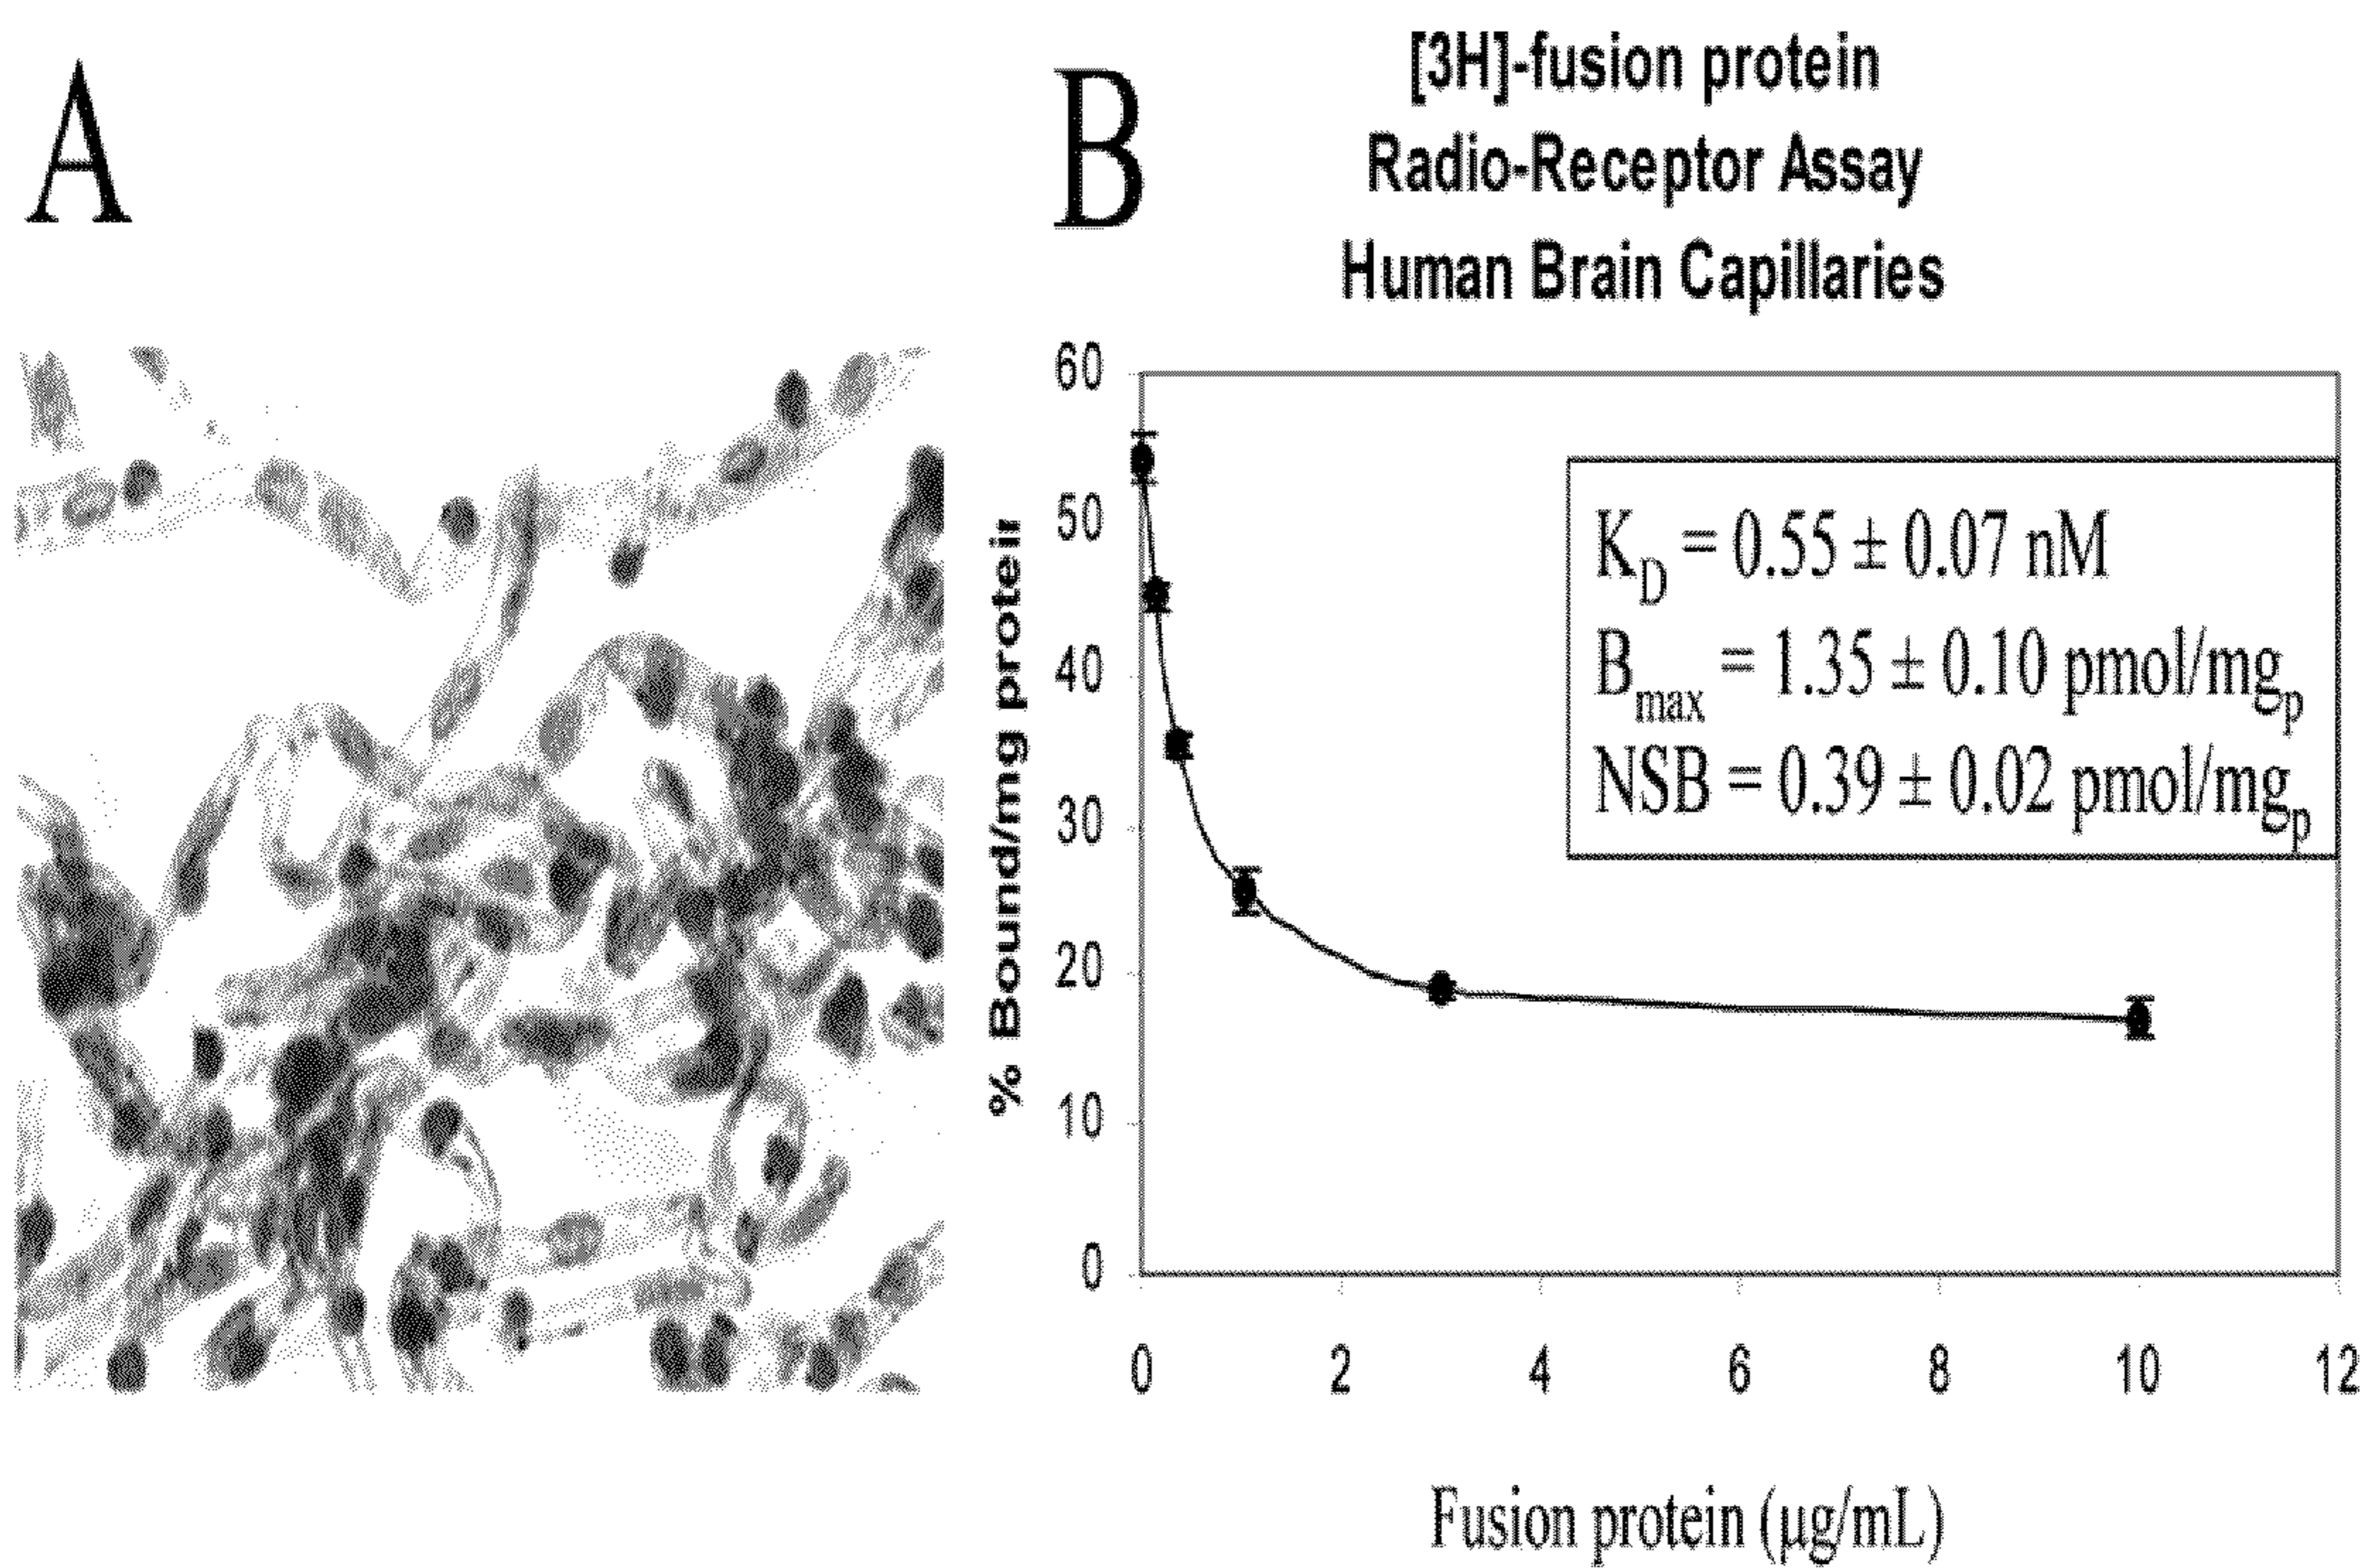 A
B
[3H]-fusion protein
Radio-Receptor Assay
Human Brain Capillaries
% Bound/mg protein
60
50
40
30
20
10
0
K_D = 0.55 ± 0.07 nM
B_max = 1.35 ± 0.10 pmol/mg_p
NSB = 0.39 ± 0.02 pmol/mg_p
0 2 4 6 8 10 12
Fusion protein (µg/mL)